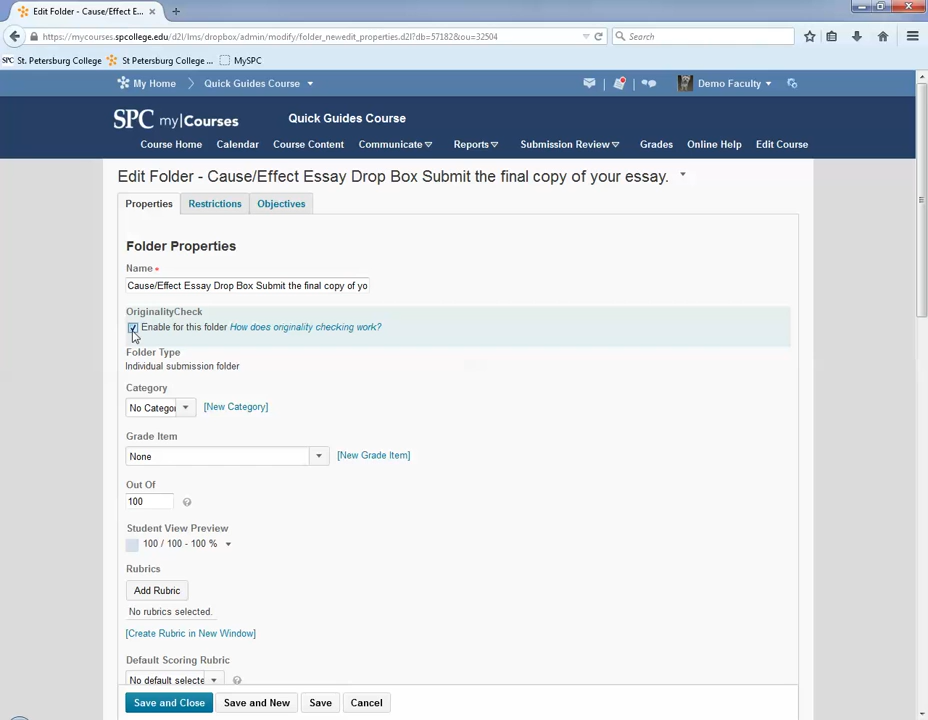 Edit Folder - Cause/Effect E...
https://mycourses.spcollege.edu/d2l/lms/dropbox/admin/modify/folder_newedit_properties.d2l?db=57182&ou=32504
Search
SPC St. Petersburg College
St Petersburg College ...
MySPC
My Home
Quick Guides Course
Demo Faculty
SPC my|Courses
Quick Guides Course
Course Home
Calendar
Course Content
Communicate
Reports
Submission Review
Grades
Online Help
Edit Course
Edit Folder - Cause/Effect Essay Drop Box Submit the final copy of your essay.
Properties
Restrictions
Objectives
Folder Properties
Name *
Cause/Effect Essay Drop Box Submit the final copy of yo
OriginalityCheck
Enable for this folder How does originality checking work?
Folder Type
Individual submission folder
Category
No Categor
[New Category]
Grade Item
None
[New Grade Item]
Out Of
100
Student View Preview
100 / 100 - 100 %
Rubrics
Add Rubric
No rubrics selected.
[Create Rubric in New Window]
Default Scoring Rubric
No default selecte
Save and Close
Save and New
Save
Cancel